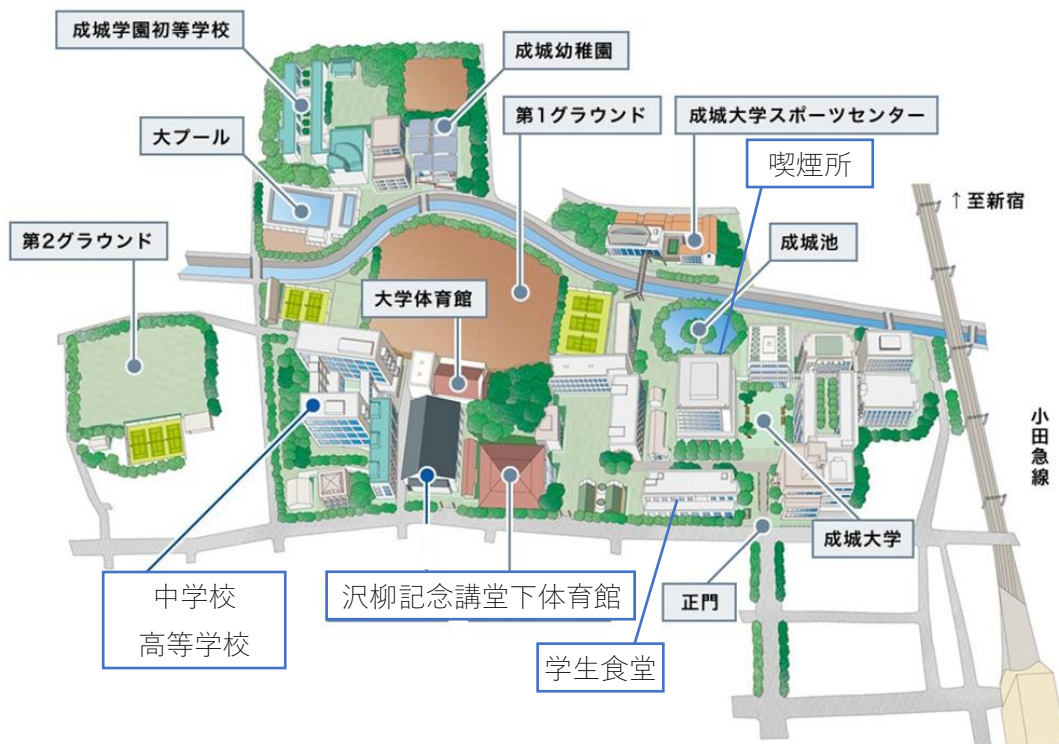 成城学園初等学校
成城幼稚園
大プール
第1グラウンド
成城大学スポーツセンター
喫煙所
↑至新宿
第2グラウンド
成城池
大学体育館
小田急線
成城大学
中学校
高等学校
沢柳記念講堂下体育館
正門
学生食堂